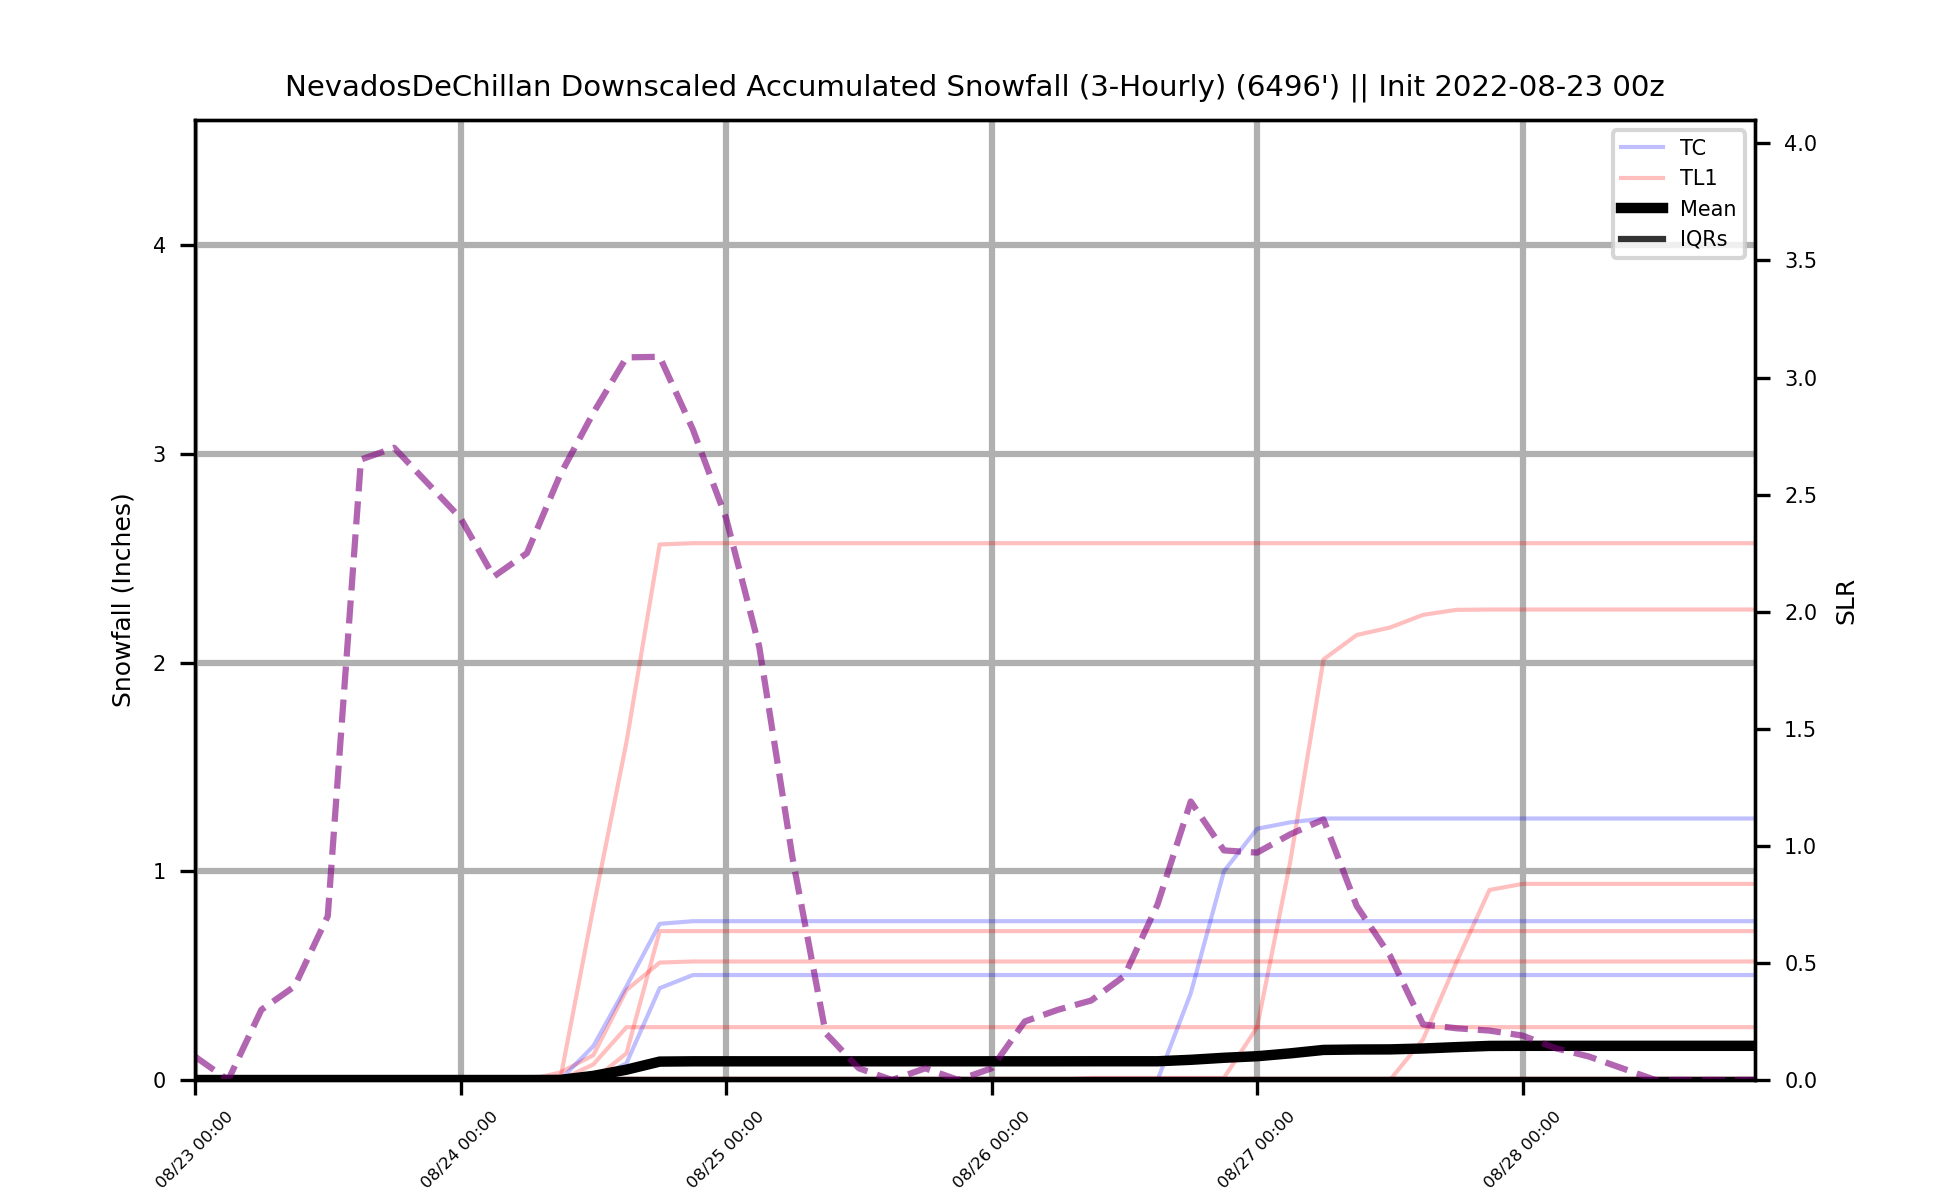 NevadosDeChillan Downscaled Accumulated Snowfall (3-Hourly) (6496') || Init 2022-08-23 00z
TC
TL1
Mean
IQRs
Snowfall (Inches)
4
3
2
1
0
SLR
4.0
3.5
3.0
2.5
2.0
1.5
1.0
0.5
0.0
08/23 00:00
08/24 00:00
08/25 00:00
08/26 00:00
08/27 00:00
08/28 00:00